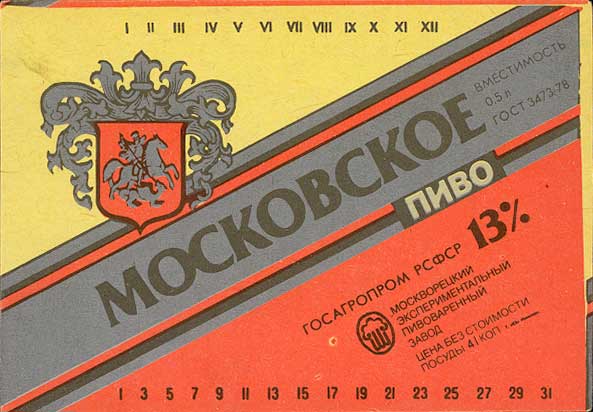 I II III IV V VI VII VIII IX X XI XII
МОСКОВСКОЕ
ПИВО
ВМЕСТИМОСТЬ
0,5 л
ГОСТ 3473-78
13%
ГОСАГРОПРОМ РСФСР
МОСКВОРЕЦКИЙ
ЭКСПЕРИМЕНТАЛЬНЫЙ
ПИВОВАРЕННЫЙ
ЗАВОД
ЦЕНА БЕЗ СТОИМОСТИ
ПОСУДЫ 41 КОП
1 3 5 7 9 11 13 15 17 19 21 23 25 27 29 31